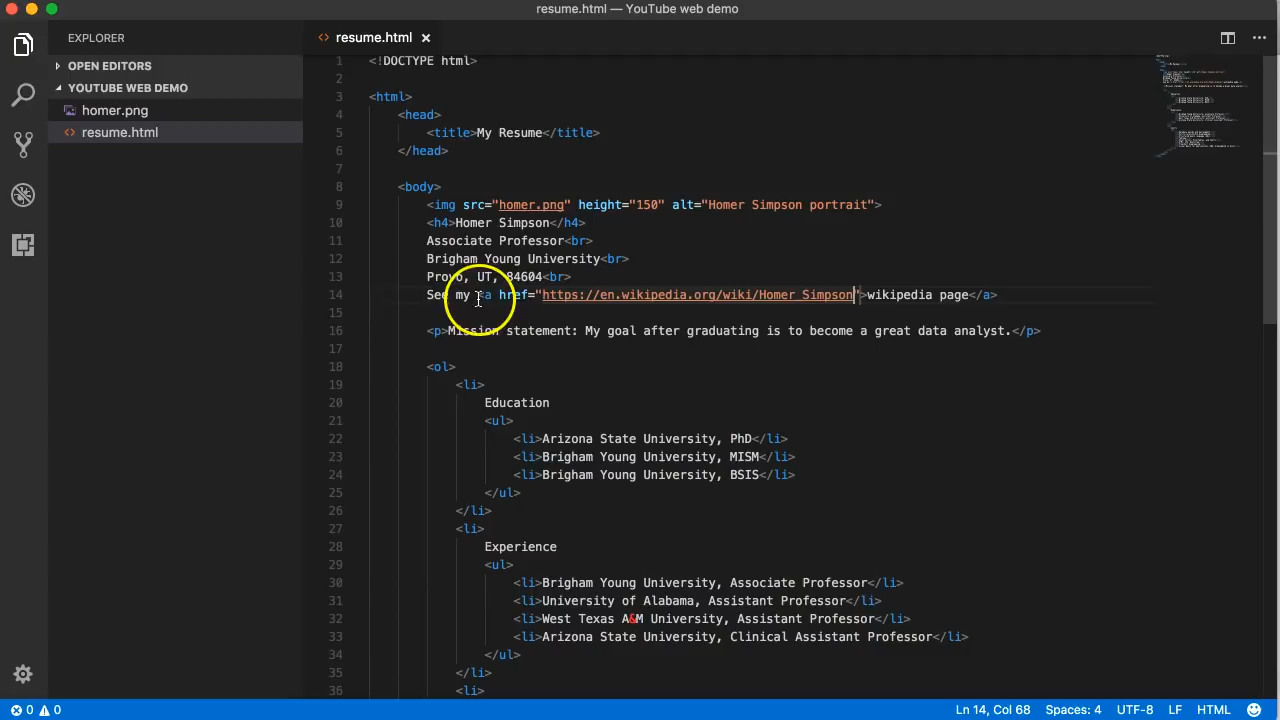 resume.html — YouTube web demo
EXPLORER
OPEN EDITORS
YOUTUBE WEB DEMO
homer.png
resume.html
resume.html ×
1 <!DOCTYPE html>
2
3 <html>
4 <head>
5 <title>My Resume</title>
6 </head>
7
8 <body>
9 <img src="homer.png" height="150" alt="Homer Simpson portrait">
10 <h4>Homer Simpson</h4>
11 Associate Professor<br>
12 Brigham Young University<br>
13 Provo, UT, 84604<br>
14 See my <a href="https://en.wikipedia.org/wiki/Homer_Simpson">wikipedia page</a>
15
16 <p>Mission statement: My goal after graduating is to become a great data analyst.</p>
17
18 <ol>
19 <li>
20 Education
21 <ul>
22 <li>Arizona State University, PhD</li>
23 <li>Brigham Young University, MISM</li>
24 <li>Brigham Young University, BSIS</li>
25 </ul>
26 </li>
27 <li>
28 Experience
29 <ul>
30 <li>Brigham Young University, Associate Professor</li>
31 <li>University of Alabama, Assistant Professor</li>
32 <li>West Texas A&M University, Assistant Professor</li>
33 <li>Arizona State University, Clinical Assistant Professor</li>
34 </ul>
35 </li>
36 <li>
0 0 Ln 14, Col 68 Spaces: 4 UTF-8 LF HTML